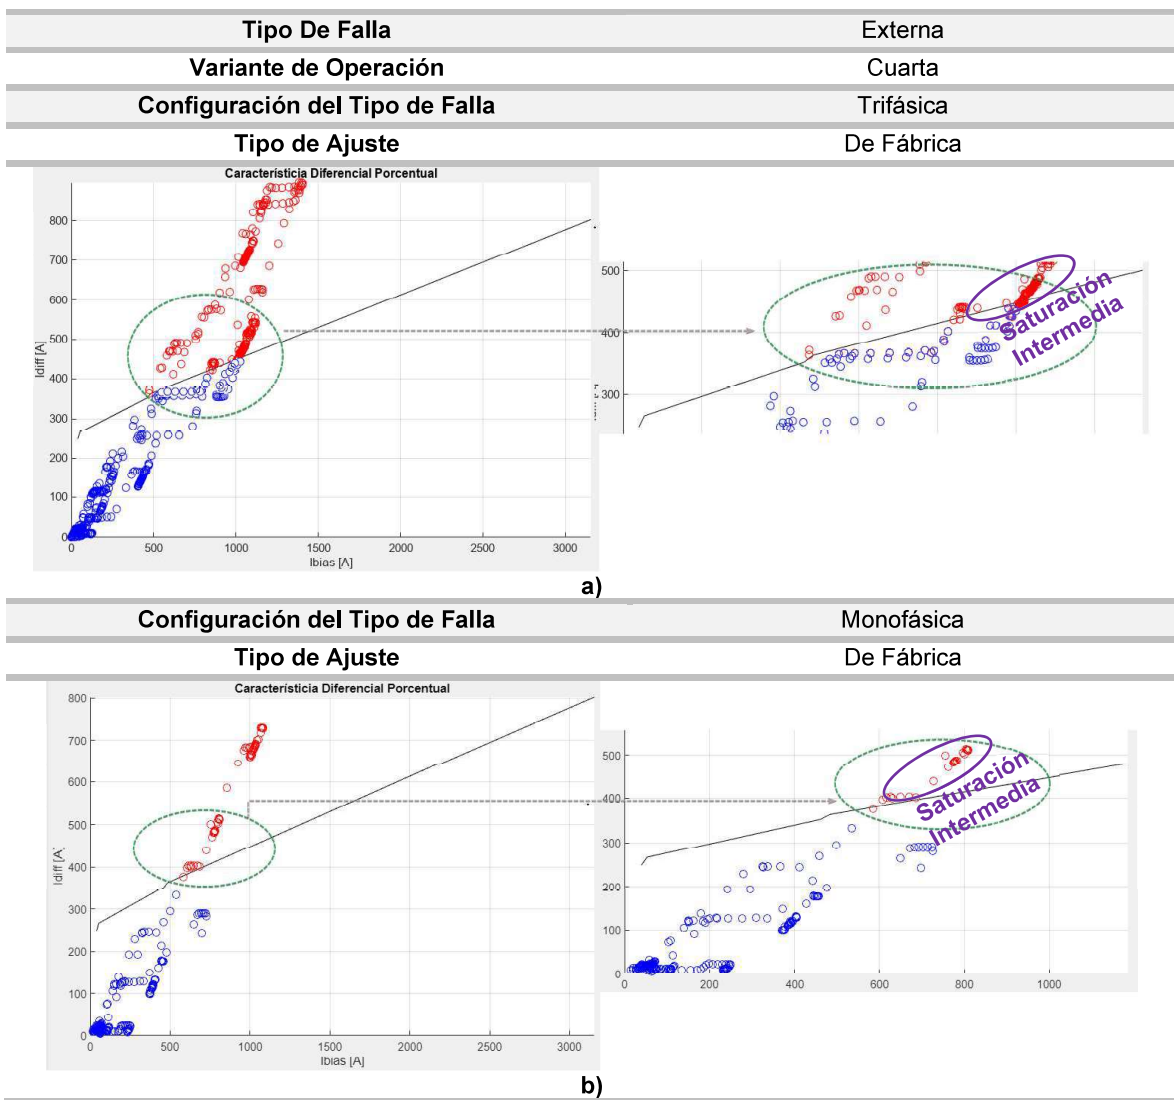 Tipo De Falla Externa
Variante de Operación Cuarta
Configuración del Tipo de Falla Trifásica
Tipo de Ajuste De Fábrica
Característicia Diferencial Porcentual
800
700
600
500
400
300
200
100
0
0 500 1000 1500 2000 2500 3000
Idiff [A]
Ibias [A]
500
400
300
Saturación
Intermedia
a)
Configuración del Tipo de Falla Monofásica
Tipo de Ajuste De Fábrica
Característicia Diferencial Porcentual
800
700
600
500
400
300
200
100
0
0 500 1000 1500 2000 2500 3000
Idiff [A]
Ibias [A]
500
400
300
200
100
0
0 200 400 600 800 1000
Saturación
Intermedia
b)